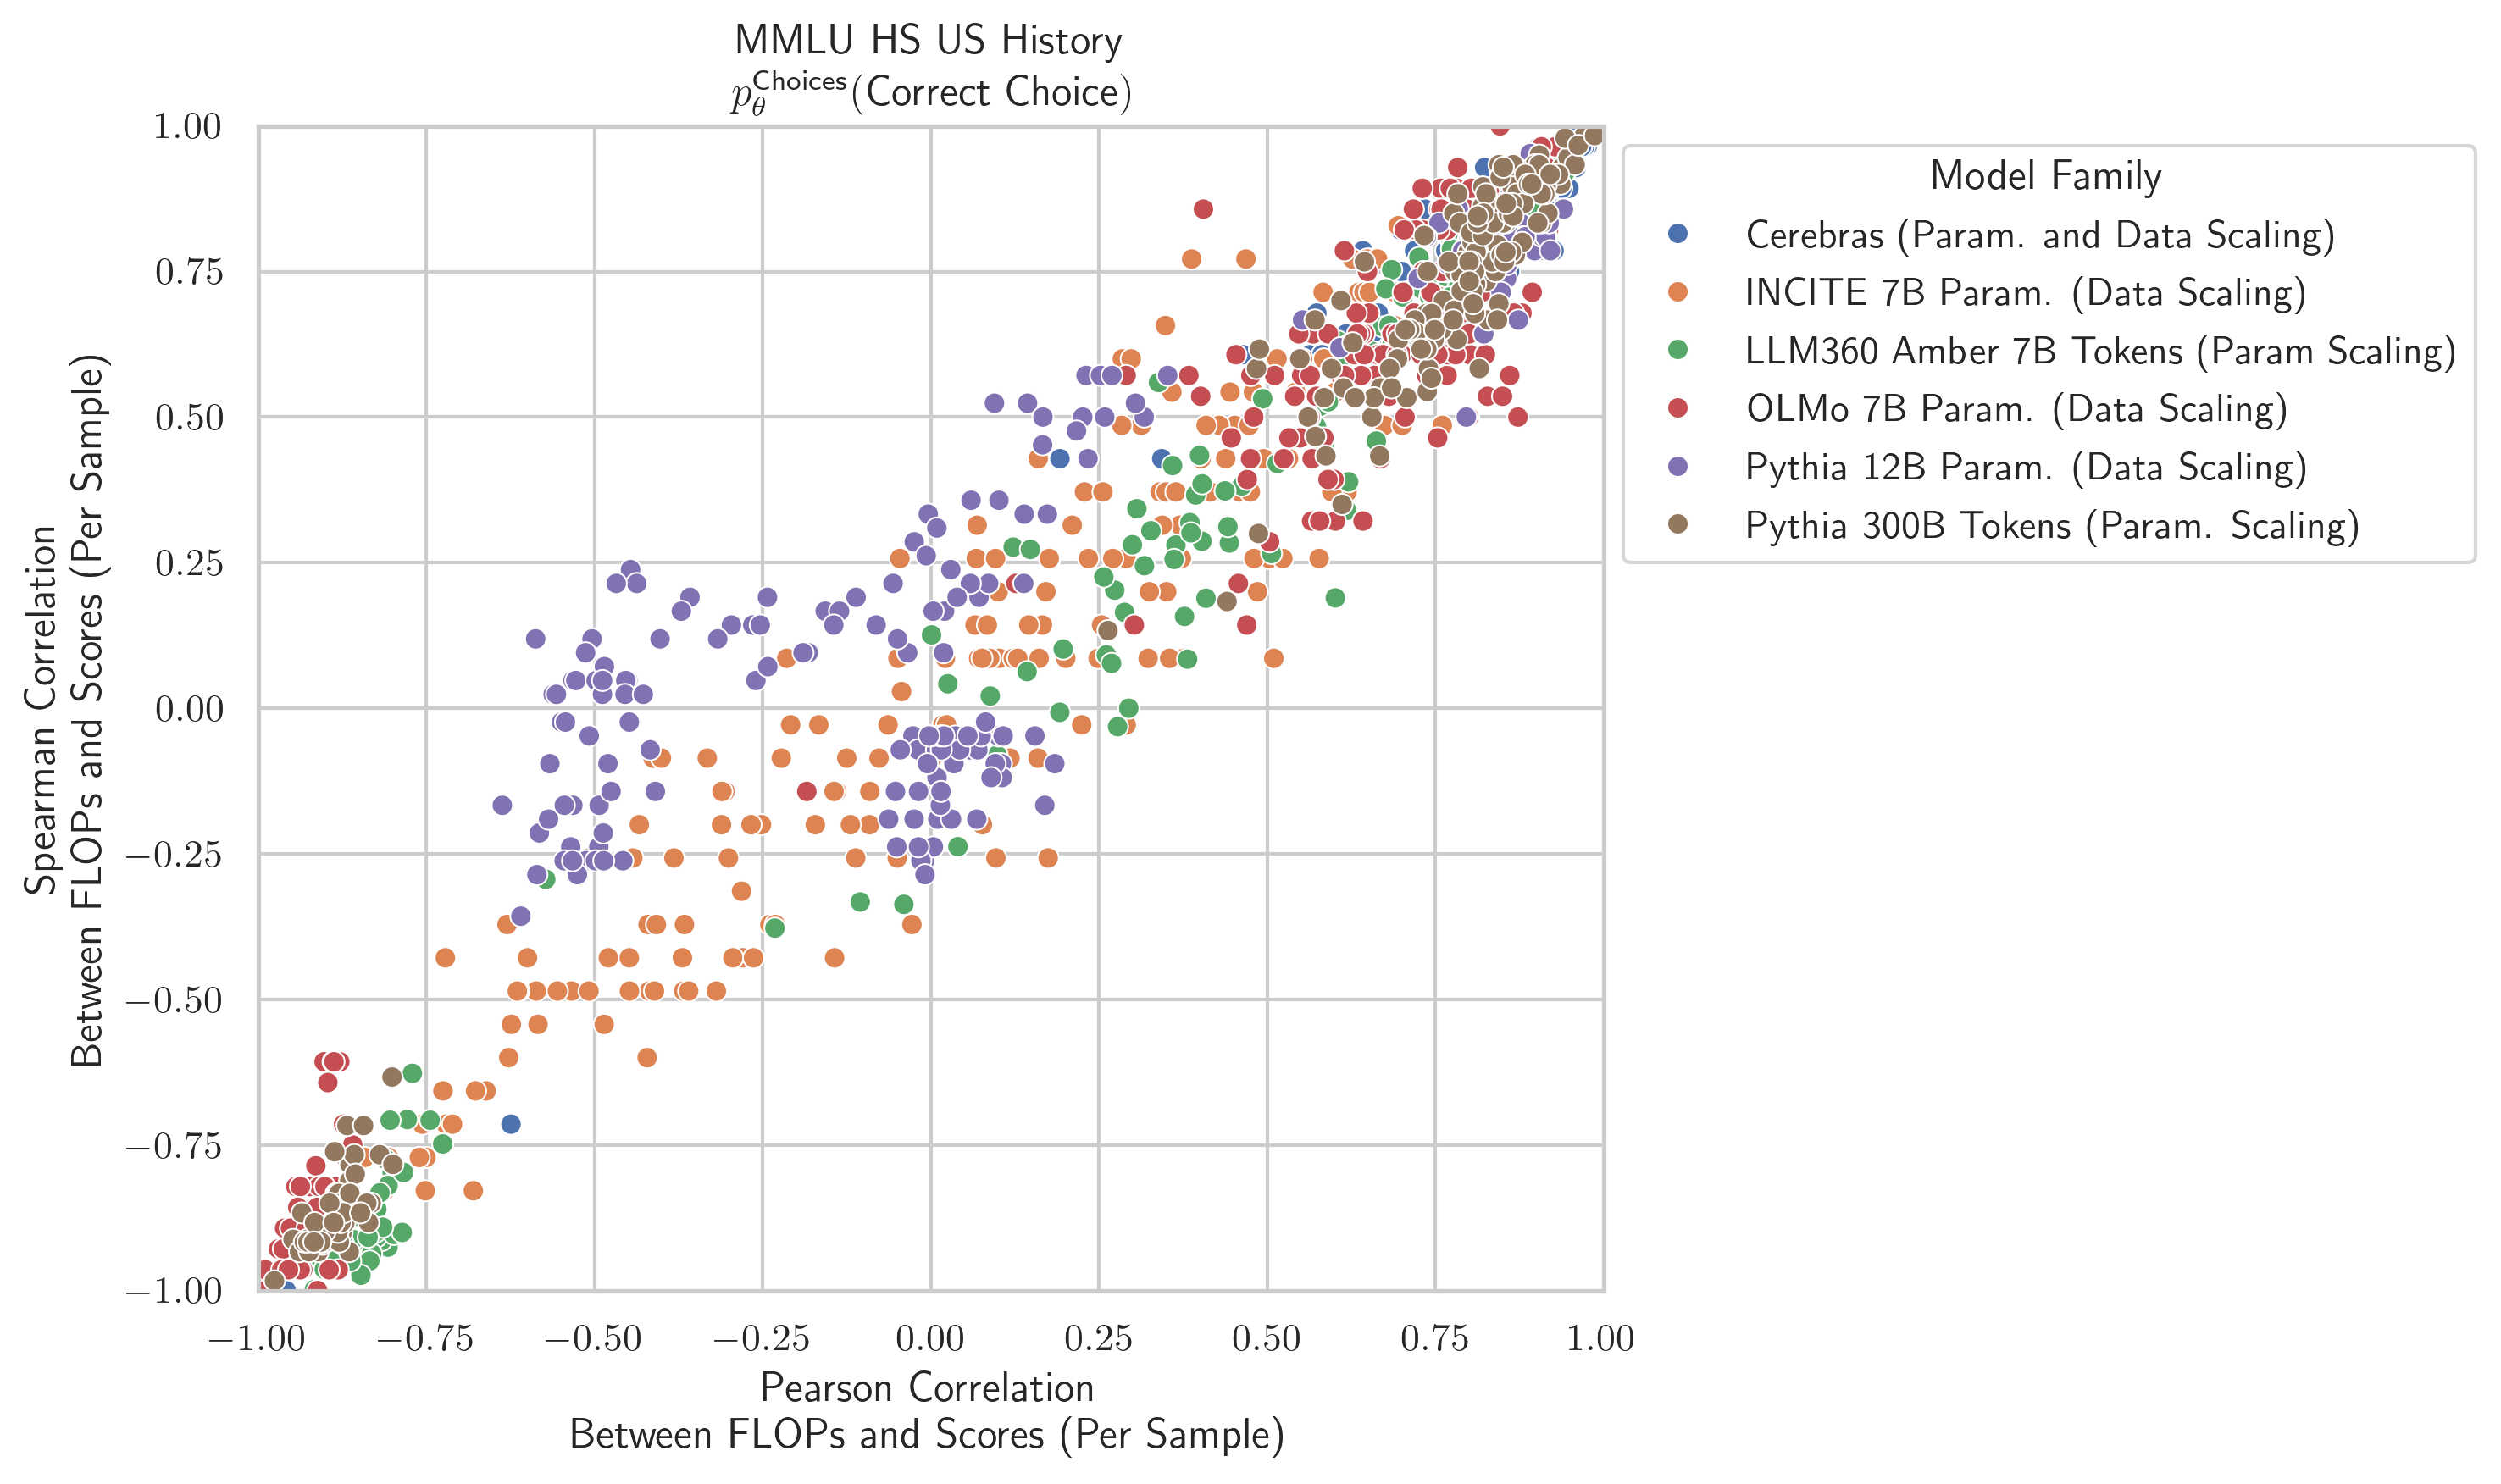 MMLU HS US History
p_θ^Choices(Correct Choice)
1.00
0.75
0.50
0.25
0.00
−0.25
−0.50
−0.75
−1.00
Spearman Correlation
Between FLOPs and Scores (Per Sample)
−1.00 −0.75 −0.50 −0.25 0.00 0.25 0.50 0.75 1.00
Pearson Correlation
Between FLOPs and Scores (Per Sample)
Model Family
Cerebras (Param. and Data Scaling)
INCITE 7B Param. (Data Scaling)
LLM360 Amber 7B Tokens (Param Scaling)
OLMo 7B Param. (Data Scaling)
Pythia 12B Param. (Data Scaling)
Pythia 300B Tokens (Param. Scaling)